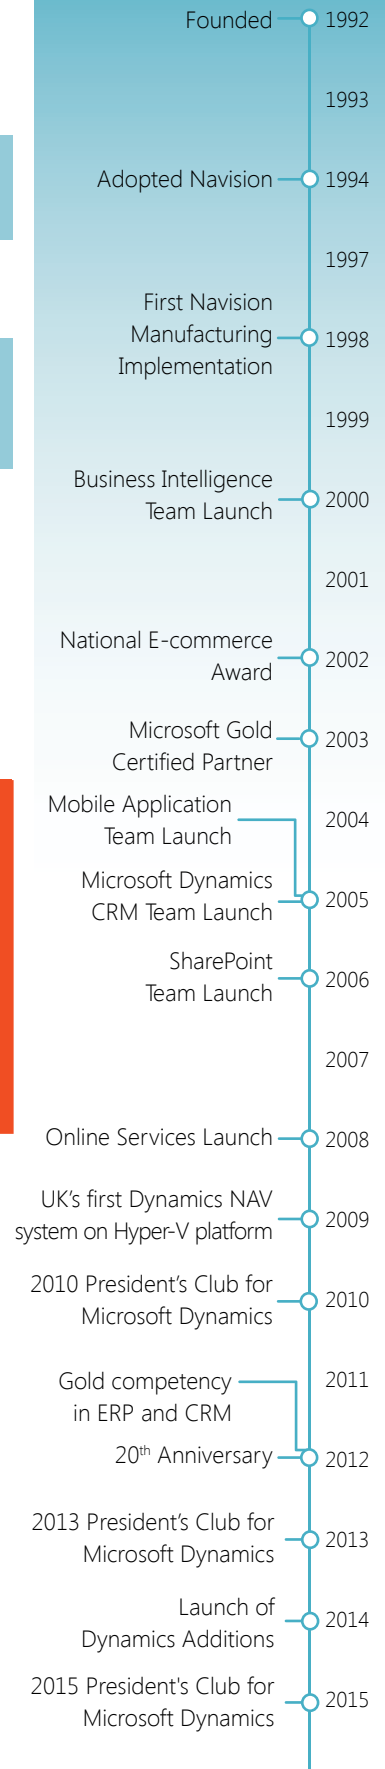 Founded 1992
1993
Adopted Navision 1994
1997
First Navision
Manufacturing 1998
Implementation
1999
Business Intelligence
Team Launch 2000
2001
National E-commerce
Award 2002
Microsoft Gold
Certified Partner 2003
Mobile Application
Team Launch 2004
Microsoft Dynamics
CRM Team Launch 2005
SharePoint
Team Launch 2006
2007
Online Services Launch 2008
UK’s first Dynamics NAV
system on Hyper-V platform 2009
2010 President’s Club for
Microsoft Dynamics 2010
Gold competency 2011
in ERP and CRM
20th Anniversary 2012
2013 President’s Club for
Microsoft Dynamics 2013
Launch of
Dynamics Additions 2014
2015 President's Club for
Microsoft Dynamics 2015